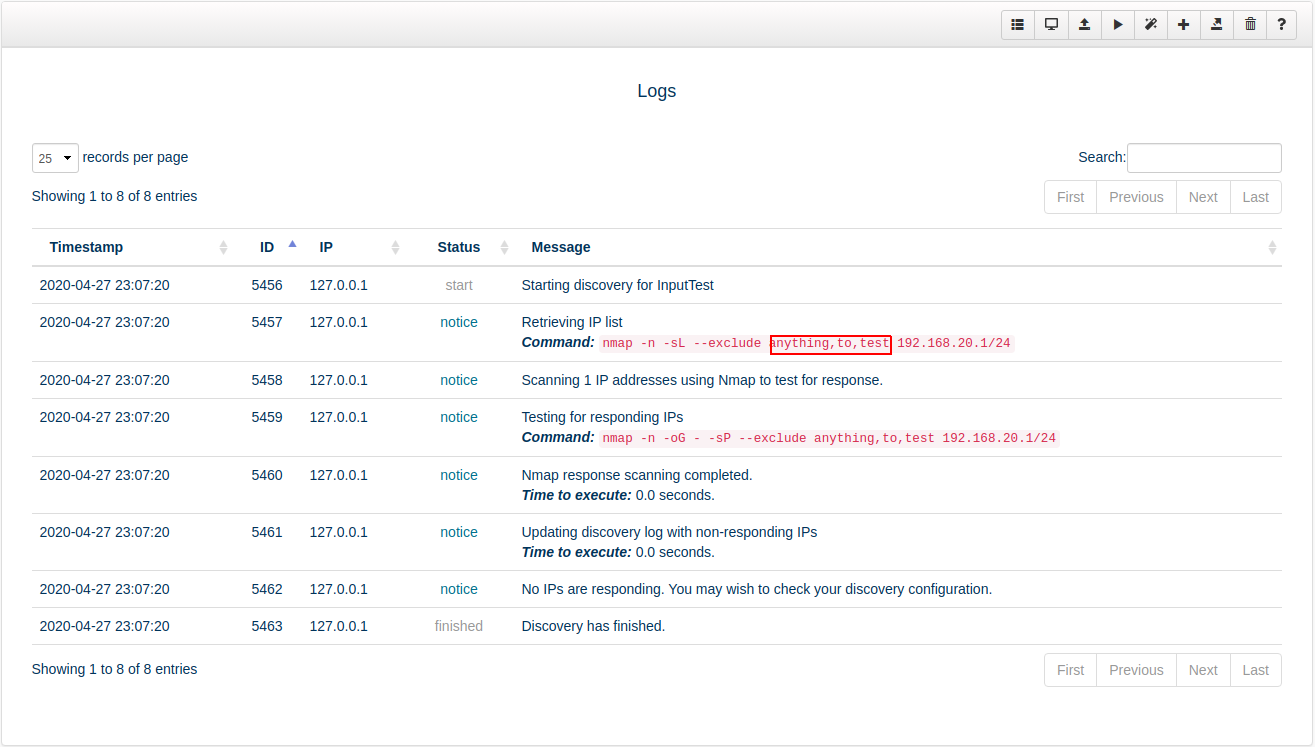 Logs
25 records per page Search:
Showing 1 to 8 of 8 entries First Previous Next Last
Timestamp ID IP Status Message
2020-04-27 23:07:20 5456 127.0.0.1 start Starting discovery for InputTest
2020-04-27 23:07:20 5457 127.0.0.1 notice Retrieving IP list
Command: nmap -n -sL --exclude anything,to,test 192.168.20.1/24
2020-04-27 23:07:20 5458 127.0.0.1 notice Scanning 1 IP addresses using Nmap to test for response.
2020-04-27 23:07:20 5459 127.0.0.1 notice Testing for responding IPs
Command: nmap -n -oG - -sP --exclude anything,to,test 192.168.20.1/24
2020-04-27 23:07:20 5460 127.0.0.1 notice Nmap response scanning completed.
Time to execute: 0.0 seconds.
2020-04-27 23:07:20 5461 127.0.0.1 notice Updating discovery log with non-responding IPs
Time to execute: 0.0 seconds.
2020-04-27 23:07:20 5462 127.0.0.1 notice No IPs are responding. You may wish to check your discovery configuration.
2020-04-27 23:07:20 5463 127.0.0.1 finished Discovery has finished.
Showing 1 to 8 of 8 entries First Previous Next Last